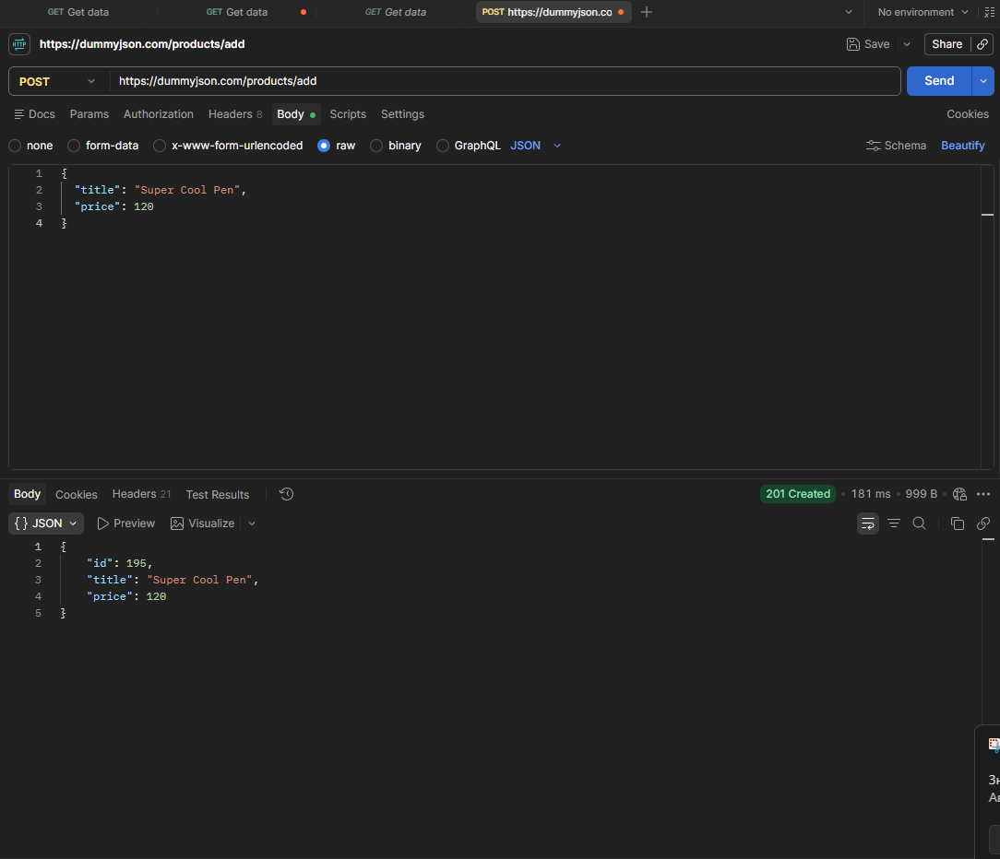 GET Get data GET Get data GET Get data POST https://dummyjson.co No environment
HTTP https://dummyjson.com/products/add Save Share
POST https://dummyjson.com/products/add Send
Docs Params Authorization Headers 8 Body Scripts Settings Cookies
none form-data x-www-form-urlencoded raw binary GraphQL JSON Schema Beautify
1 {
2 "title": "Super Cool Pen",
3 "price": 120
4 }
Body Cookies Headers 21 Test Results 201 Created 181 ms 999 B
{} JSON Preview Visualize
1 {
2 "id": 195,
3 "title": "Super Cool Pen",
4 "price": 120
5 }